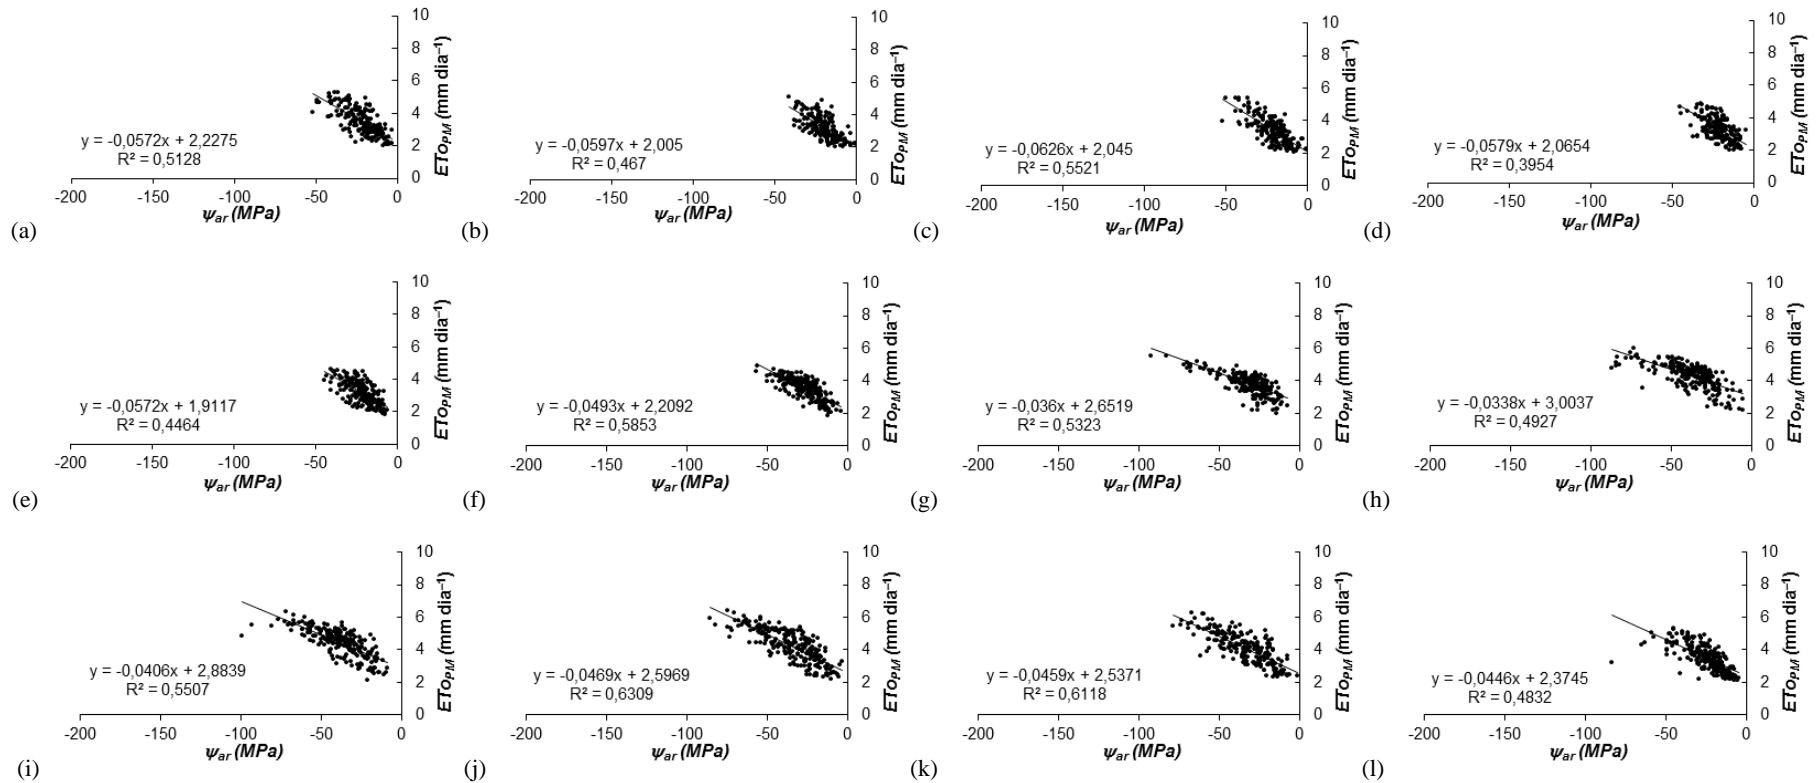 10
8
6
4
2
0
ETo_PM (mm dia⁻¹)
y = -0,0572x + 2,2275
R² = 0,5128
-200 -150 -100 -50 0
ψ_ar (MPa)
(a)
10
8
6
4
2
0
ETo_PM (mm dia⁻¹)
y = -0,0597x + 2,005
R² = 0,467
-200 -150 -100 -50 0
ψ_ar (MPa)
(b)
10
8
6
4
2
0
ETo_PM (mm dia⁻¹)
y = -0,0626x + 2,045
R² = 0,5521
-200 -150 -100 -50 0
ψ_ar (MPa)
(c)
10
8
6
4
2
0
ETo_PM (mm dia⁻¹)
y = -0,0579x + 2,0654
R² = 0,3954
-200 -150 -100 -50 0
ψ_ar (MPa)
(d)
10
8
6
4
2
0
ETo_PM (mm dia⁻¹)
y = -0,0572x + 1,9117
R² = 0,4464
-200 -150 -100 -50 0
ψ_ar (MPa)
(e)
10
8
6
4
2
0
ETo_PM (mm dia⁻¹)
y = -0,0493x + 2,2092
R² = 0,5853
-200 -150 -100 -50 0
ψ_ar (MPa)
(f)
10
8
6
4
2
0
ETo_PM (mm dia⁻¹)
y = -0,036x + 2,6519
R² = 0,5323
-200 -150 -100 -50 0
ψ_ar (MPa)
(g)
10
8
6
4
2
0
ETo_PM (mm dia⁻¹)
y = -0,0338x + 3,0037
R² = 0,4927
-200 -150 -100 -50 0
ψ_ar (MPa)
(h)
10
8
6
4
2
0
ETo_PM (mm dia⁻¹)
y = -0,0406x + 2,8839
R² = 0,5507
-200 -150 -100 -50 0
ψ_ar (MPa)
(i)
10
8
6
4
2
0
ETo_PM (mm dia⁻¹)
y = -0,0469x + 2,5969
R² = 0,6309
-200 -150 -100 -50 0
ψ_ar (MPa)
(j)
10
8
6
4
2
0
ETo_PM (mm dia⁻¹)
y = -0,0459x + 2,5371
R² = 0,6118
-200 -150 -100 -50 0
ψ_ar (MPa)
(k)
10
8
6
4
2
0
ETo_PM (mm dia⁻¹)
y = -0,0446x + 2,3745
R² = 0,4832
-200 -150 -100 -50 0
ψ_ar (MPa)
(l)